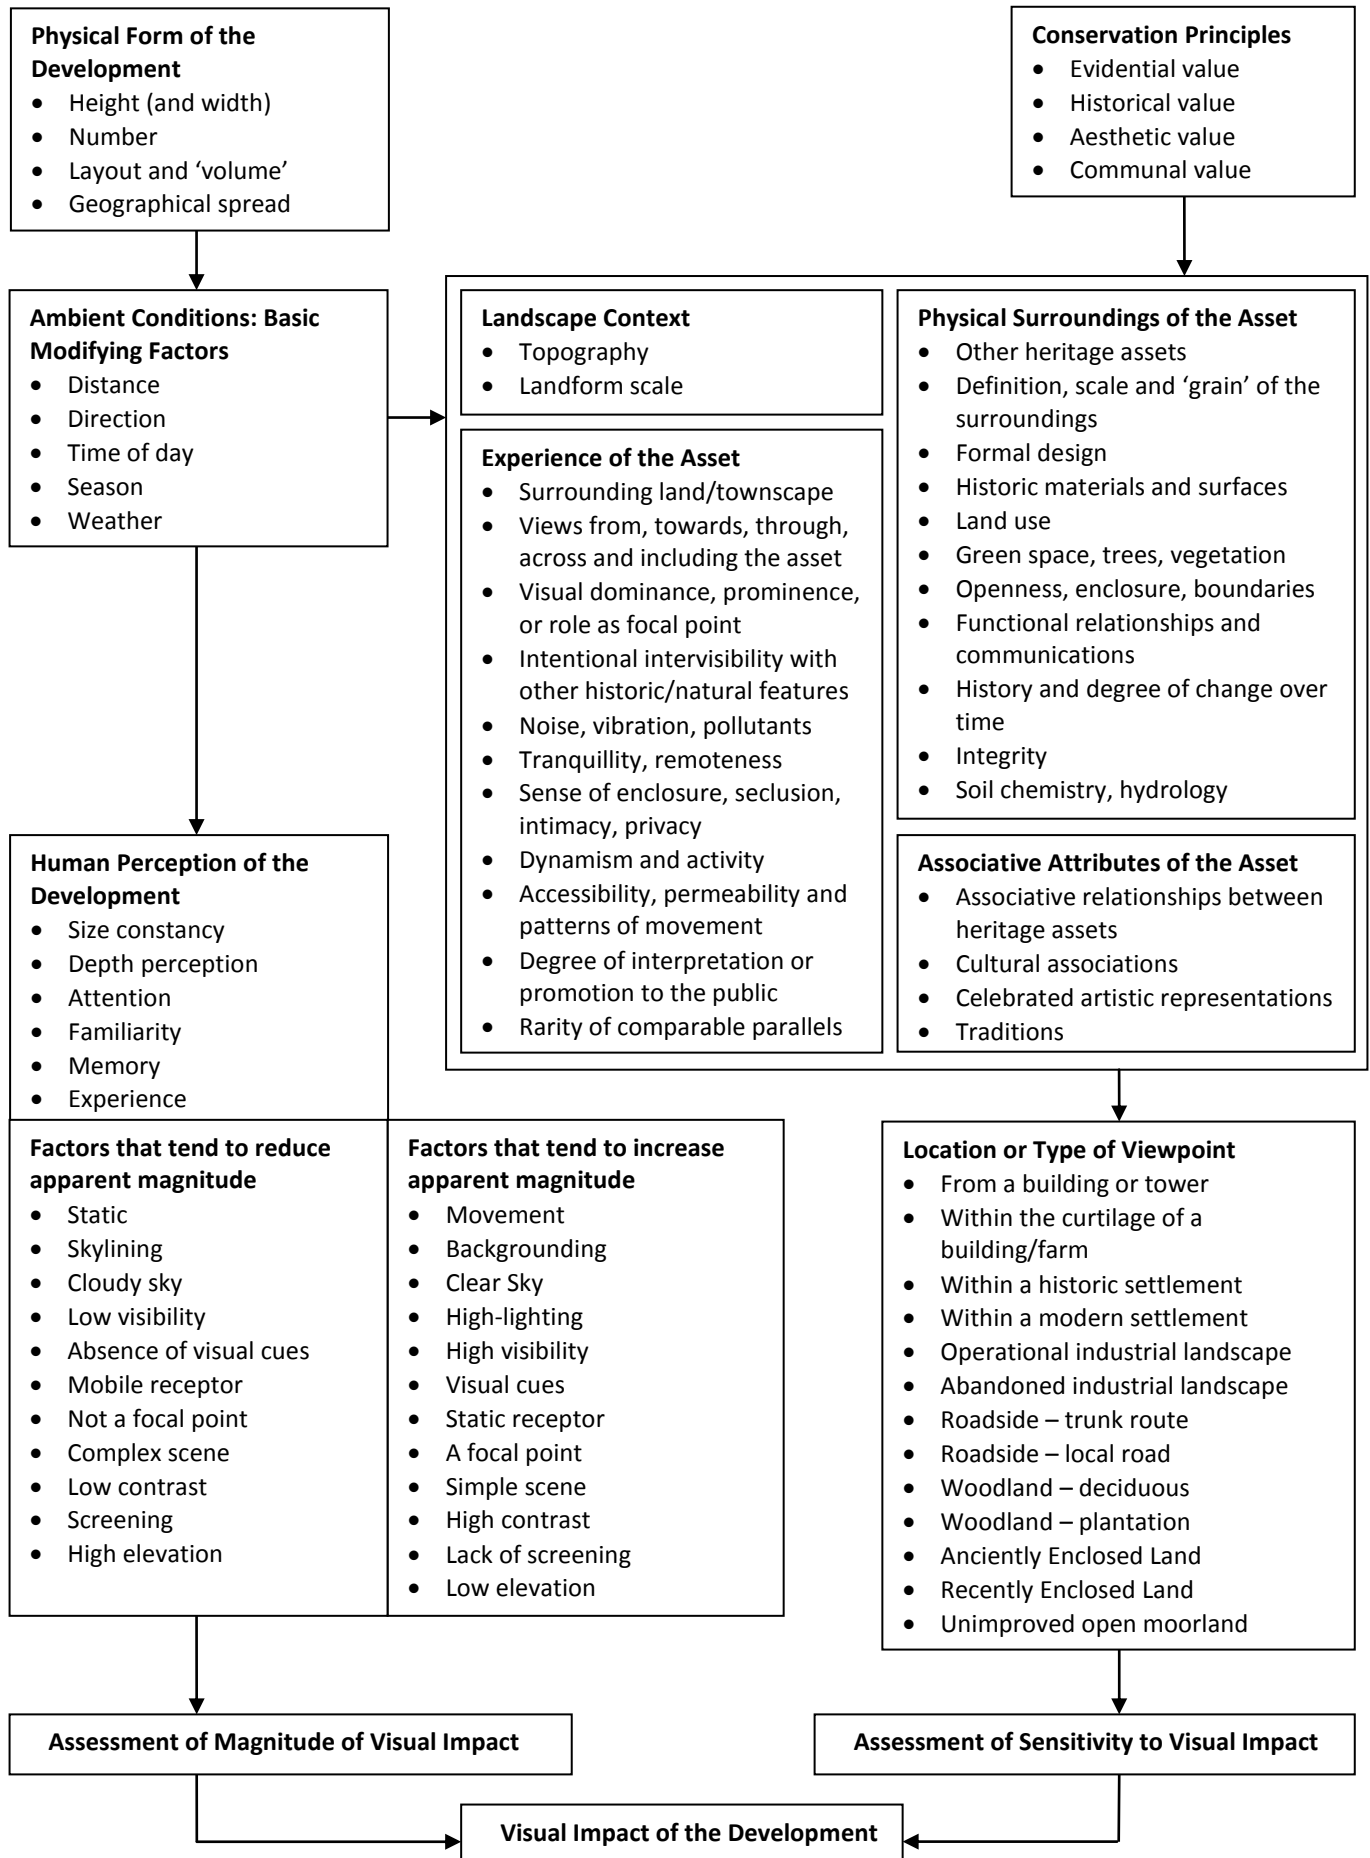 Physical Form of the
Development
• Height (and width)
• Number
• Layout and ‘volume’
• Geographical spread
Conservation Principles
• Evidential value
• Historical value
• Aesthetic value
• Communal value
Ambient Conditions: Basic
Modifying Factors
• Distance
• Direction
• Time of day
• Season
• Weather
Landscape Context
• Topography
• Landform scale
Experience of the Asset
• Surrounding land/townscape
• Views from, towards, through,
across and including the asset
• Visual dominance, prominence,
or role as focal point
• Intentional intervisibility with
other historic/natural features
• Noise, vibration, pollutants
• Tranquillity, remoteness
• Sense of enclosure, seclusion,
intimacy, privacy
• Dynamism and activity
• Accessibility, permeability and
patterns of movement
• Degree of interpretation or
promotion to the public
• Rarity of comparable parallels
Physical Surroundings of the Asset
• Other heritage assets
• Definition, scale and ‘grain’ of the
surroundings
• Formal design
• Historic materials and surfaces
• Land use
• Green space, trees, vegetation
• Openness, enclosure, boundaries
• Functional relationships and
communications
• History and degree of change over
time
• Integrity
• Soil chemistry, hydrology
Associative Attributes of the Asset
• Associative relationships between
heritage assets
• Cultural associations
• Celebrated artistic representations
• Traditions
Human Perception of the
Development
• Size constancy
• Depth perception
• Attention
• Familiarity
• Memory
• Experience
Factors that tend to reduce
apparent magnitude
• Static
• Skylining
• Cloudy sky
• Low visibility
• Absence of visual cues
• Mobile receptor
• Not a focal point
• Complex scene
• Low contrast
• Screening
• High elevation
Factors that tend to increase
apparent magnitude
• Movement
• Backgrounding
• Clear Sky
• High-lighting
• High visibility
• Visual cues
• Static receptor
• A focal point
• Simple scene
• High contrast
• Lack of screening
• Low elevation
Location or Type of Viewpoint
• From a building or tower
• Within the curtilage of a
building/farm
• Within a historic settlement
• Within a modern settlement
• Operational industrial landscape
• Abandoned industrial landscape
• Roadside – trunk route
• Roadside – local road
• Woodland – deciduous
• Woodland – plantation
• Anciently Enclosed Land
• Recently Enclosed Land
• Unimproved open moorland
Assessment of Magnitude of Visual Impact
Assessment of Sensitivity to Visual Impact
Visual Impact of the Development